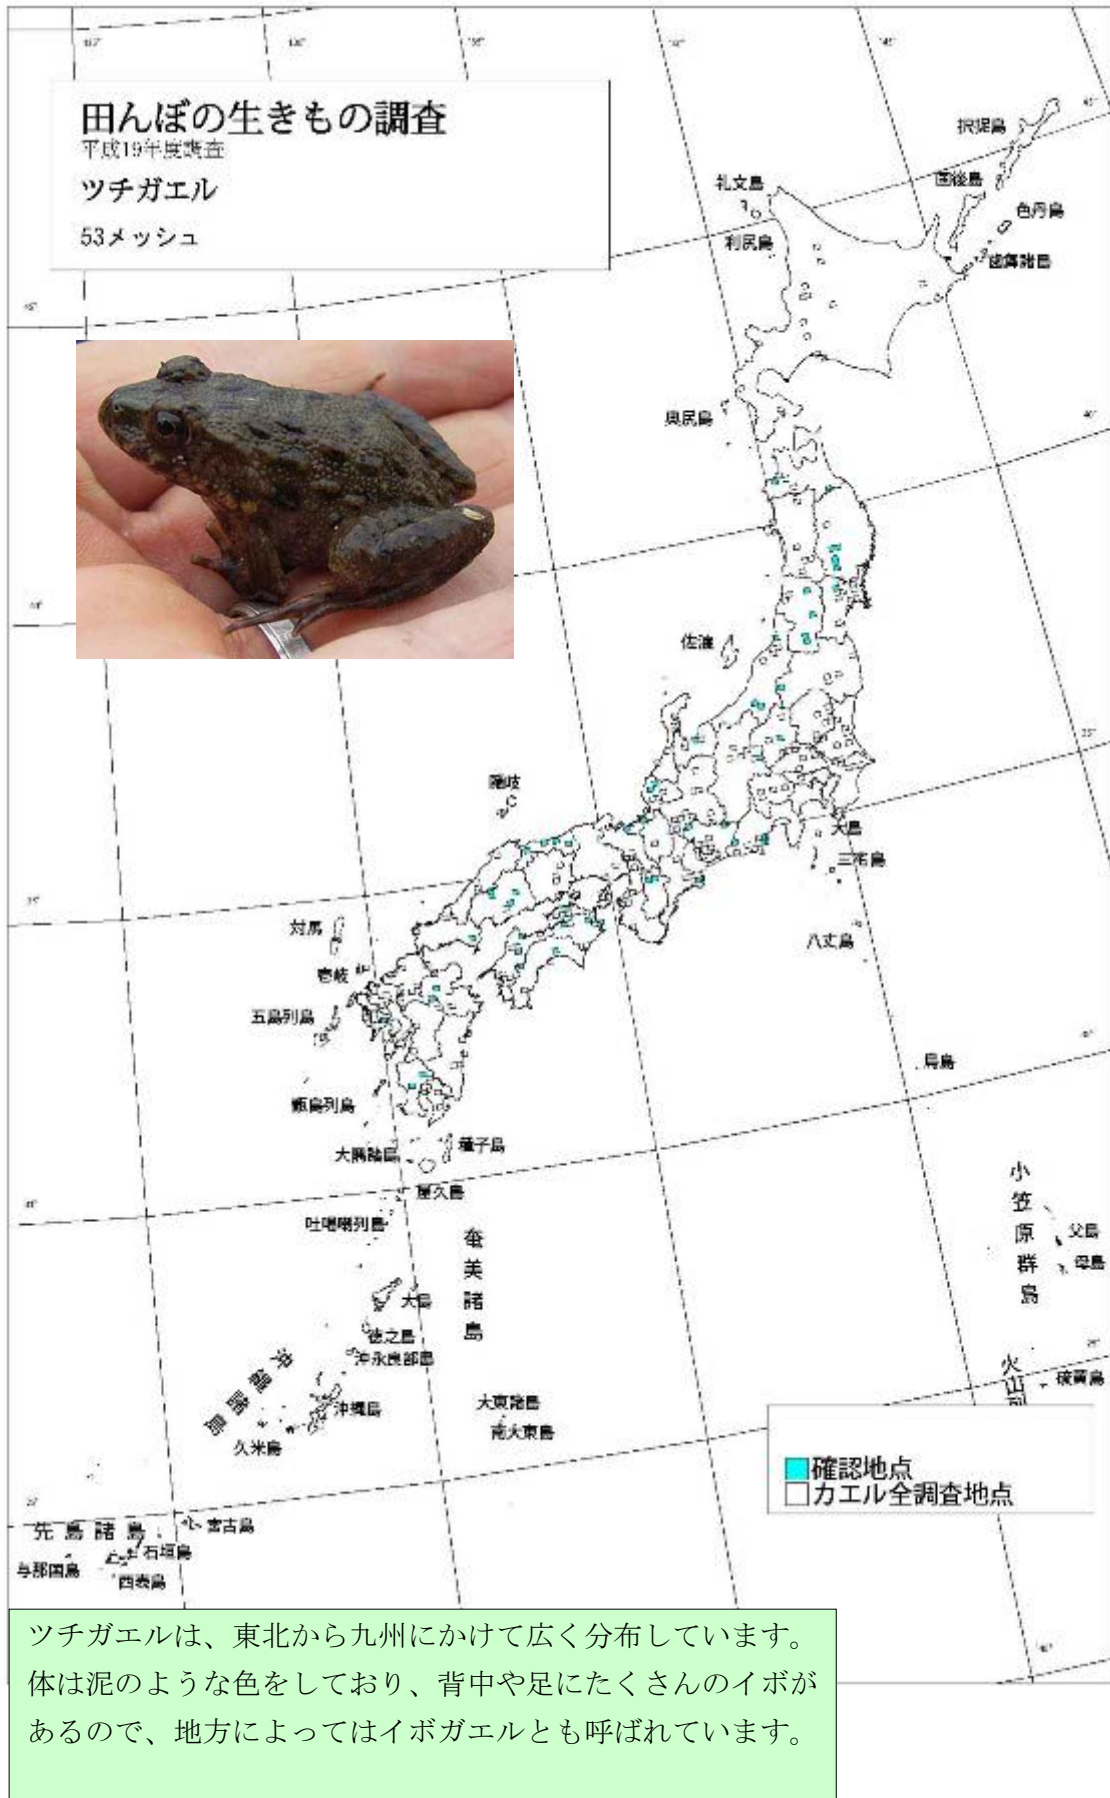 田んぼの生きもの調査
平成19年度調査
ツチガエル
53メッシュ
択捉島
国後島
礼文島
色丹島
利尻島
歯舞諸島
奥尻島
佐渡
隠岐
大島
三宅島
対馬
八丈島
壱岐
五島列島
鳥島
甑島列島
大隅諸島
種子島
屋久島
吐噶喇列島
奄美諸島
小笠原群島
父島
母島
大島
徳之島
沖永良部島
沖縄諸島
火山列
硫黄島
沖縄島
大東諸島
南大東島
久米島
確認地点
カエル全調査地点
先島諸島
宮古島
石垣島
与那国島
西表島
ツチガエルは、東北から九州にかけて広く分布しています。
体は泥のような色をしており、背中や足にたくさんのイボが
あるので、地方によってはイボガエルとも呼ばれています。